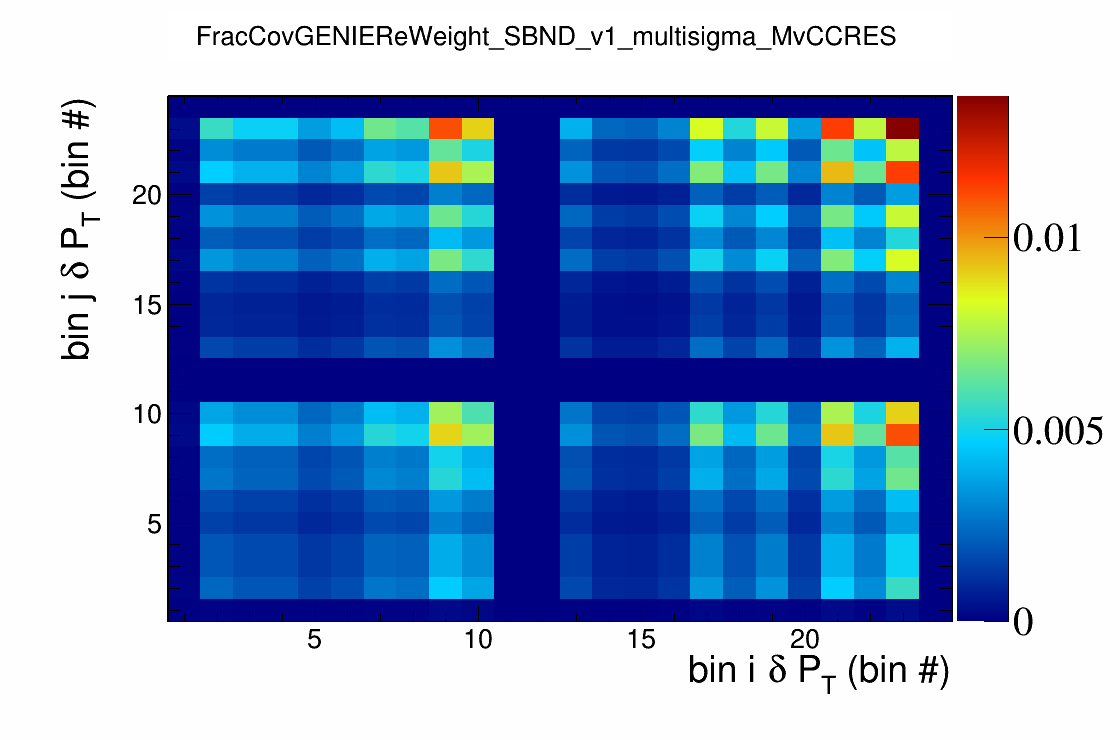 FracCovGENIEReWeight_SBND_v1_multisigma_MvCCRES
bin j δ P_T (bin #)
20
15
10
5
5 10 15 20
bin i δ P_T (bin #)
0.01
0.005
0